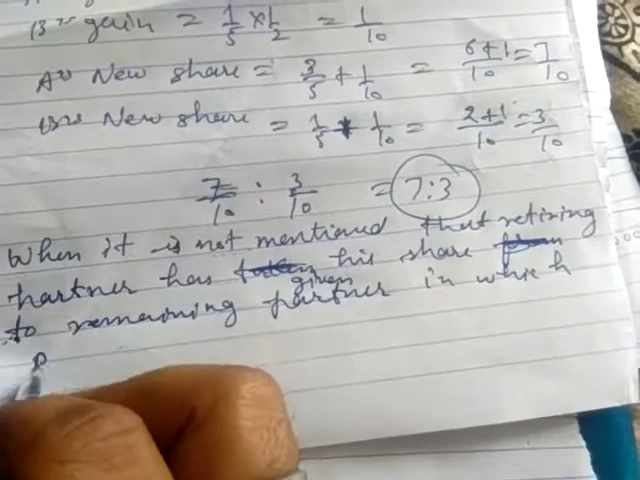 B's gain = 1/5 × 1/2 = 1/10
A's New share = 3/5 + 1/10 = 6+1/10 = 7/10
B's New share = 1/5 + 1/10 = 2+1/10 = 3/10
7/10 : 3/10 = 7:3
When it is not mentioned that retiring
partner has given his share
to remaining partner in which